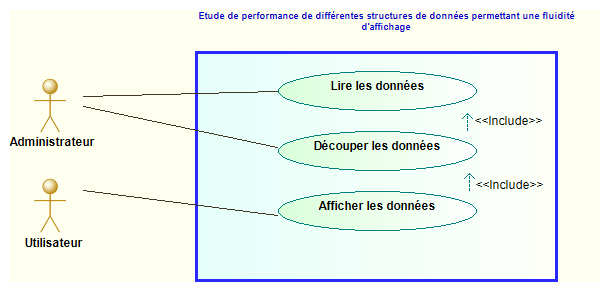 Etude de performance de différentes structures de données permettant une fluidité
d'affichage
Lire les données
<<Include>>
Administrateur
Découper les données
<<Include>>
Afficher les données
Utilisateur